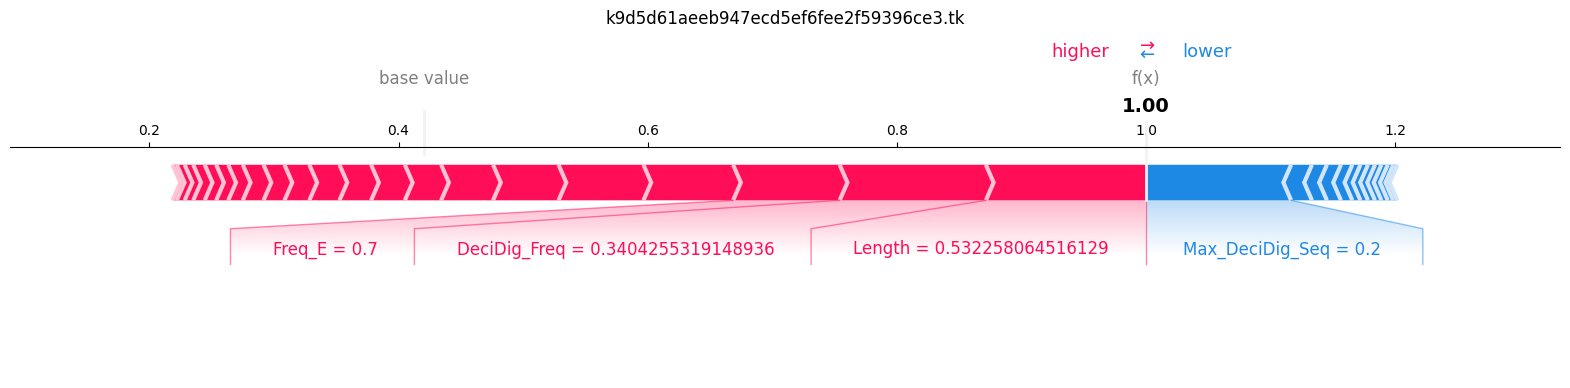 k9d5d61aeeb947ecd5ef6fee2f59396ce3.tk
higher ⇄ lower
base value f(x)
1.00
0.2 0.4 0.6 0.8 1 0 1.2
Freq_E = 0.7 DeciDig_Freq = 0.3404255319148936 Length = 0.532258064516129 Max_DeciDig_Seq = 0.2